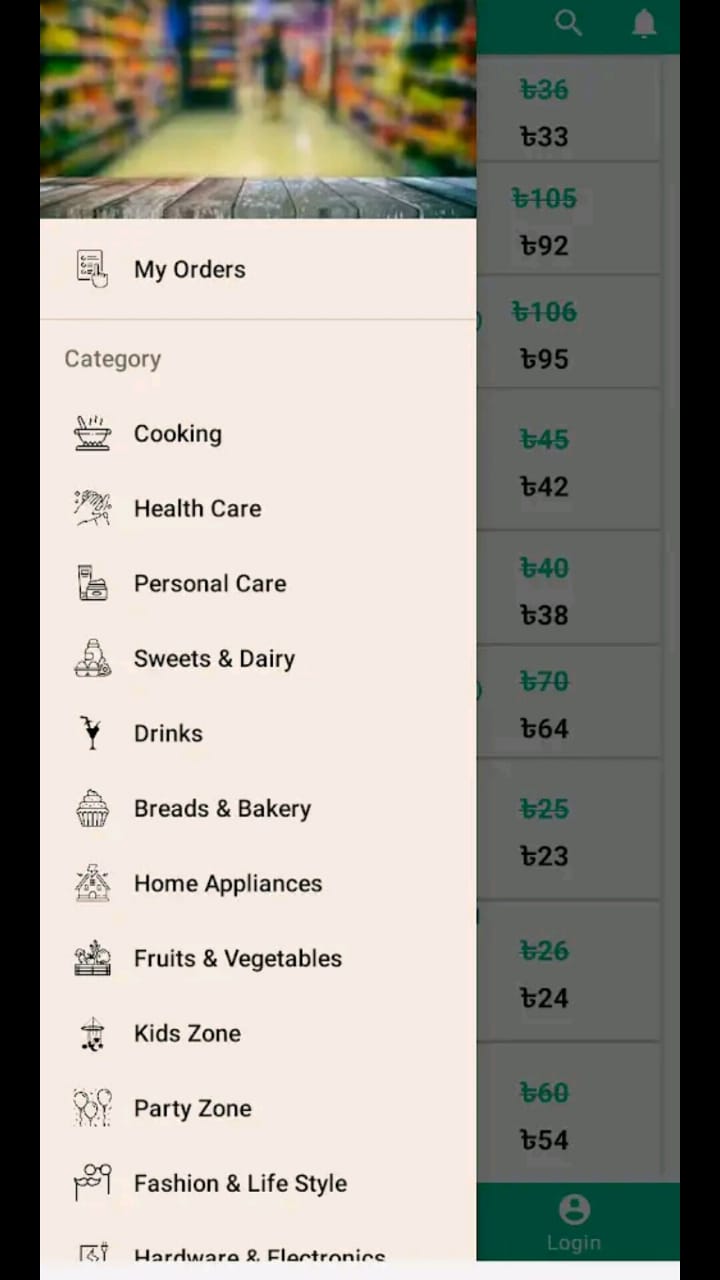 My Orders
Category
Cooking
Health Care
Personal Care
Sweets & Dairy
Drinks
Breads & Bakery
Home Appliances
Fruits & Vegetables
Kids Zone
Party Zone
Fashion & Life Style
Hardware & Electronics
৳36
৳33
৳105
৳92
৳106
৳95
৳45
৳42
৳40
৳38
৳70
৳64
৳25
৳23
৳26
৳24
৳60
৳54
Login